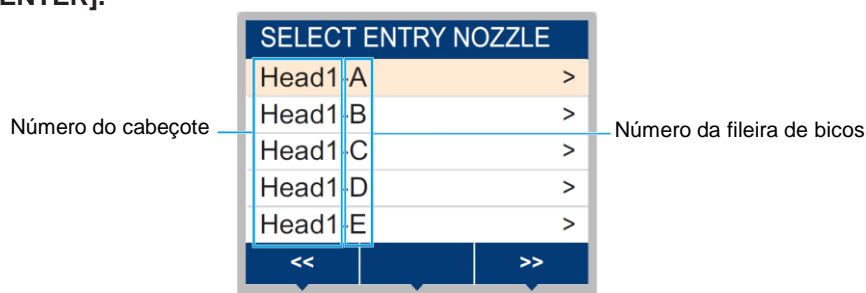 ENTER].
SELECT ENTRY NOZZLE
Head1-A >
Head1-B >
Head1-C >
Head1-D >
Head1-E >
<< >>
Número do cabeçote
Número da fileira de bicos